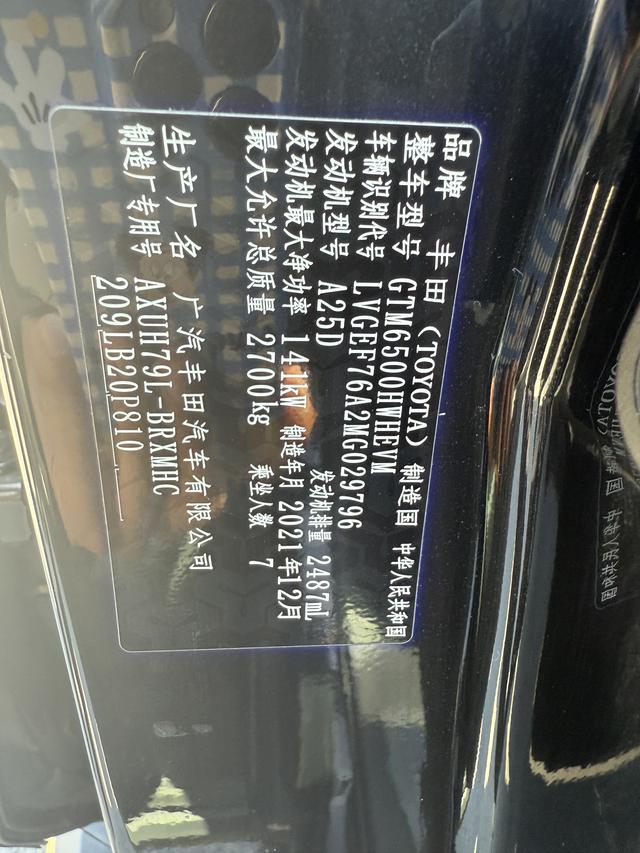 品牌 丰田 (TOYOTA) 制造国 中华人民共和国
整车型号 GTM6500HWHEVM
车辆识别代号 LVGEF76A2MG029796
发动机型号 A25D 发动机排量 2487mL
发动机最大净功率 141kW 制造年月 2021年12月
最大允许总质量 2700kg 乘坐人数 7
生产厂名 广汽丰田汽车有限公司
制造厂专用号 AXUH79L-BRXMHC
209LB20P810